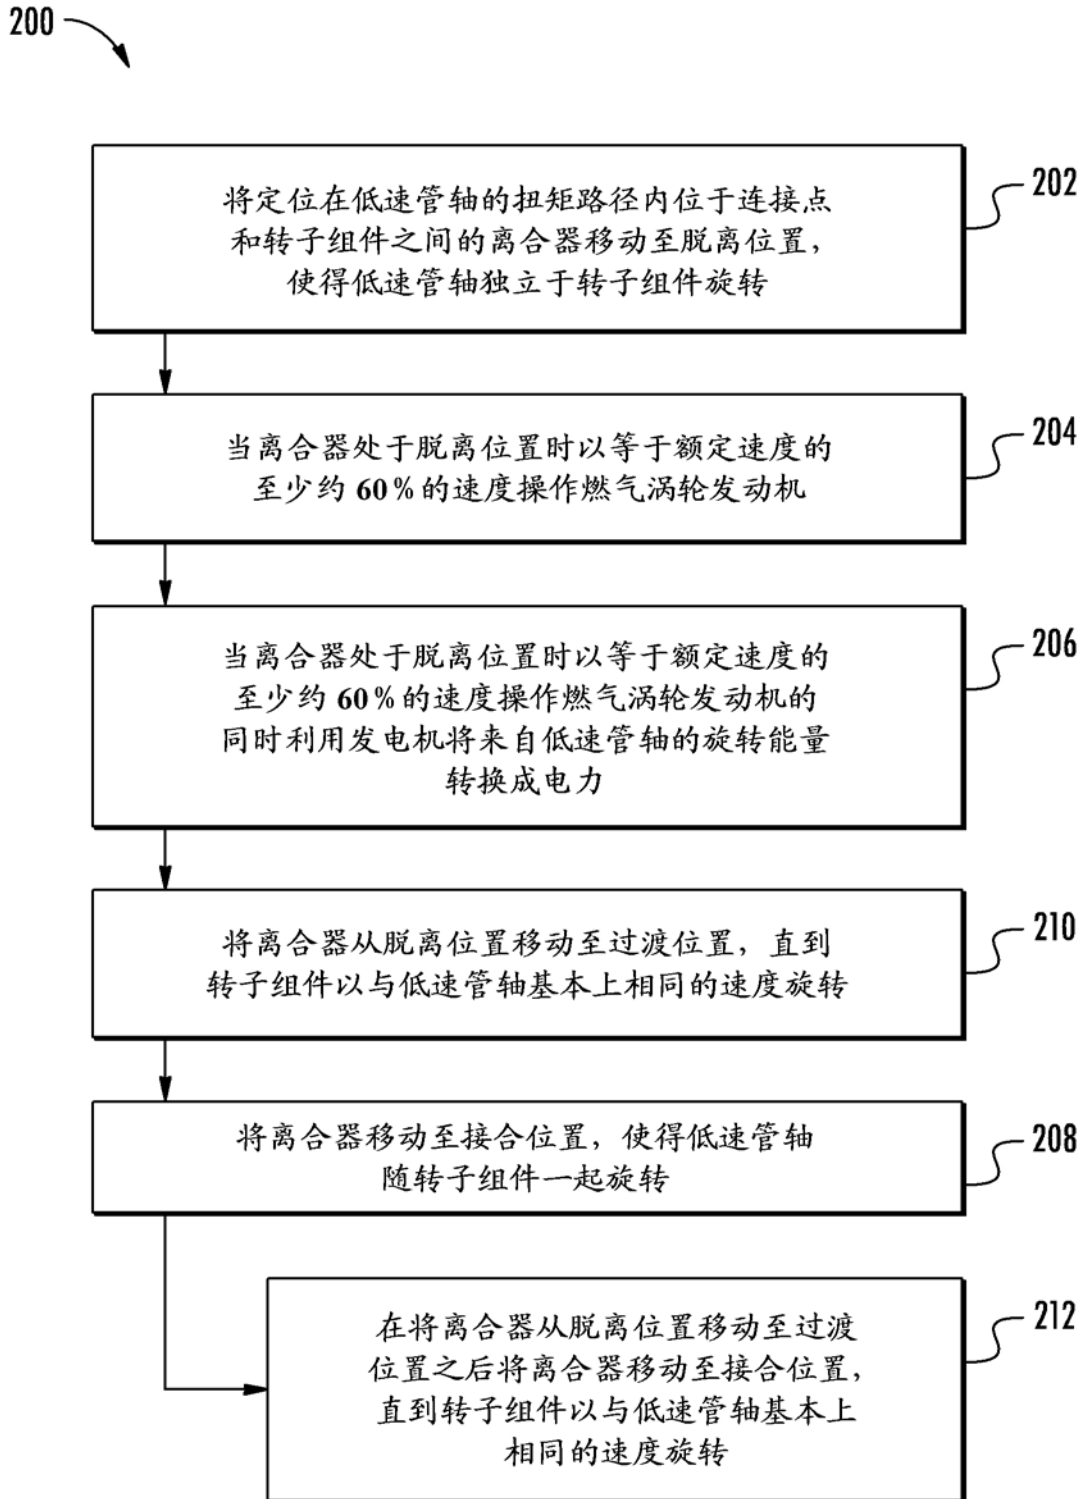 200
将定位在低速管轴的扭矩路径内位于连接点
和转子组件之间的离合器移动至脱离位置，
使得低速管轴独立于转子组件旋转
202
当离合器处于脱离位置时以等于额定速度的
至少约60%的速度操作燃气涡轮发动机
204
当离合器处于脱离位置时以等于额定速度的
至少约60%的速度操作燃气涡轮发动机的
同时利用发电机将来自低速管轴的旋转能量
转换成电力
206
将离合器从脱离位置移动至过渡位置，直到
转子组件以与低速管轴基本上相同的速度旋转
210
将离合器移动至接合位置，使得低速管轴
随转子组件一起旋转
208
在将离合器从脱离位置移动至过渡
位置之后将离合器移动至接合位置，
直到转子组件以与低速管轴基本上
相同的速度旋转
212